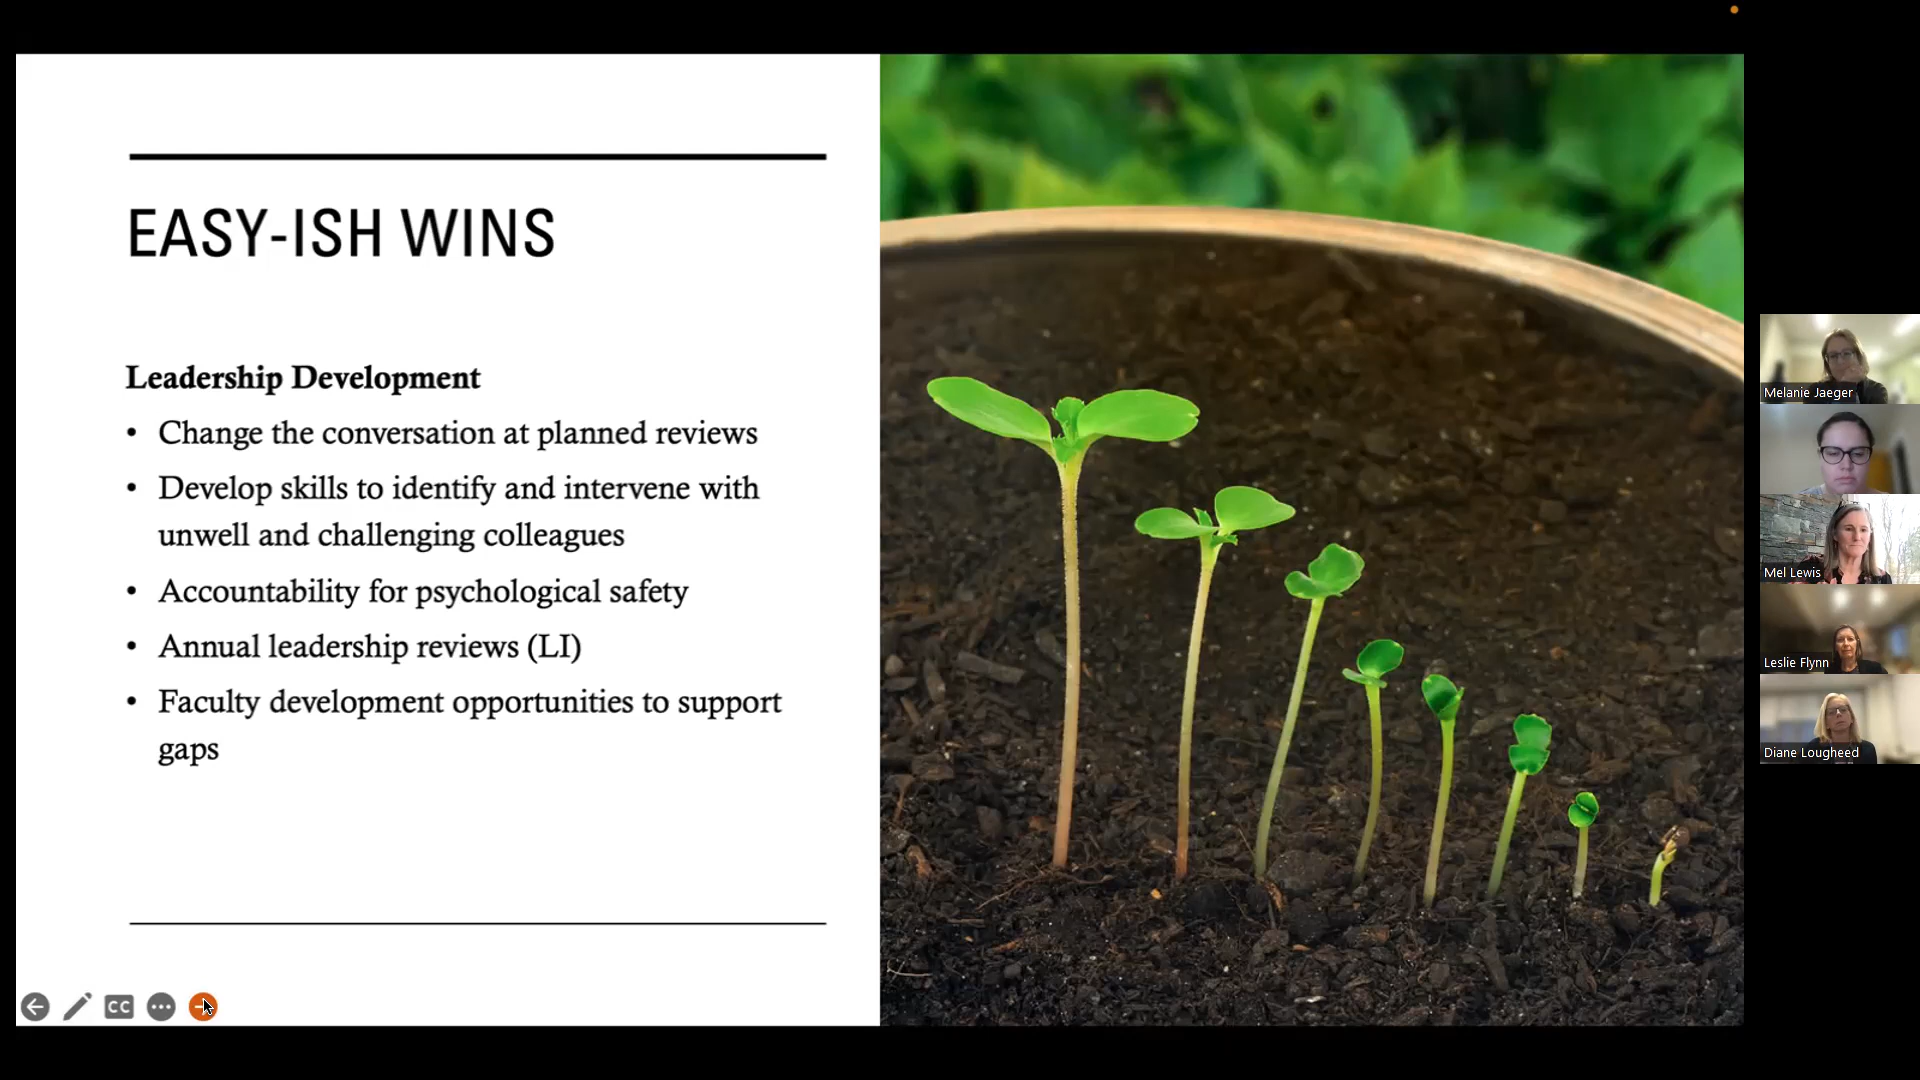 EASY-ISH WINS
Leadership Development
• Change the conversation at planned reviews
• Develop skills to identify and intervene with
unwell and challenging colleagues
• Accountability for psychological safety
• Annual leadership reviews (LI)
• Faculty development opportunities to support
gaps
CC
Melanie Jaeger
Mel Lewis
Leslie Flynn
Diane Lougheed